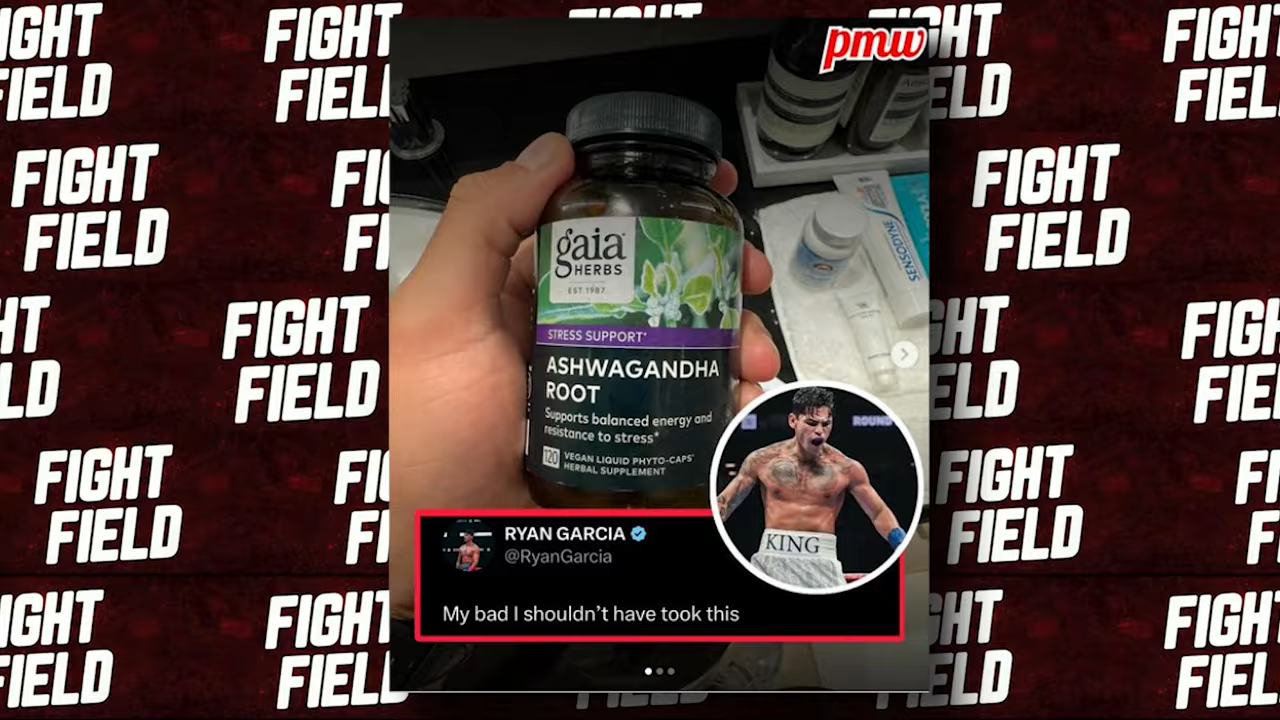 FIGHT
FIELD
pmw
gaia
HERBS
EST 1987
STRESS SUPPORT*
ASHWAGANDHA
ROOT
Supports balanced energy and
resistance to stress*
120 VEGAN LIQUID PHYTO-CAPS®
HERBAL SUPPLEMENT
SENSODYNE
ROUND
KING
RYAN GARCIA
@RyanGarcia
My bad I shouldn't have took this